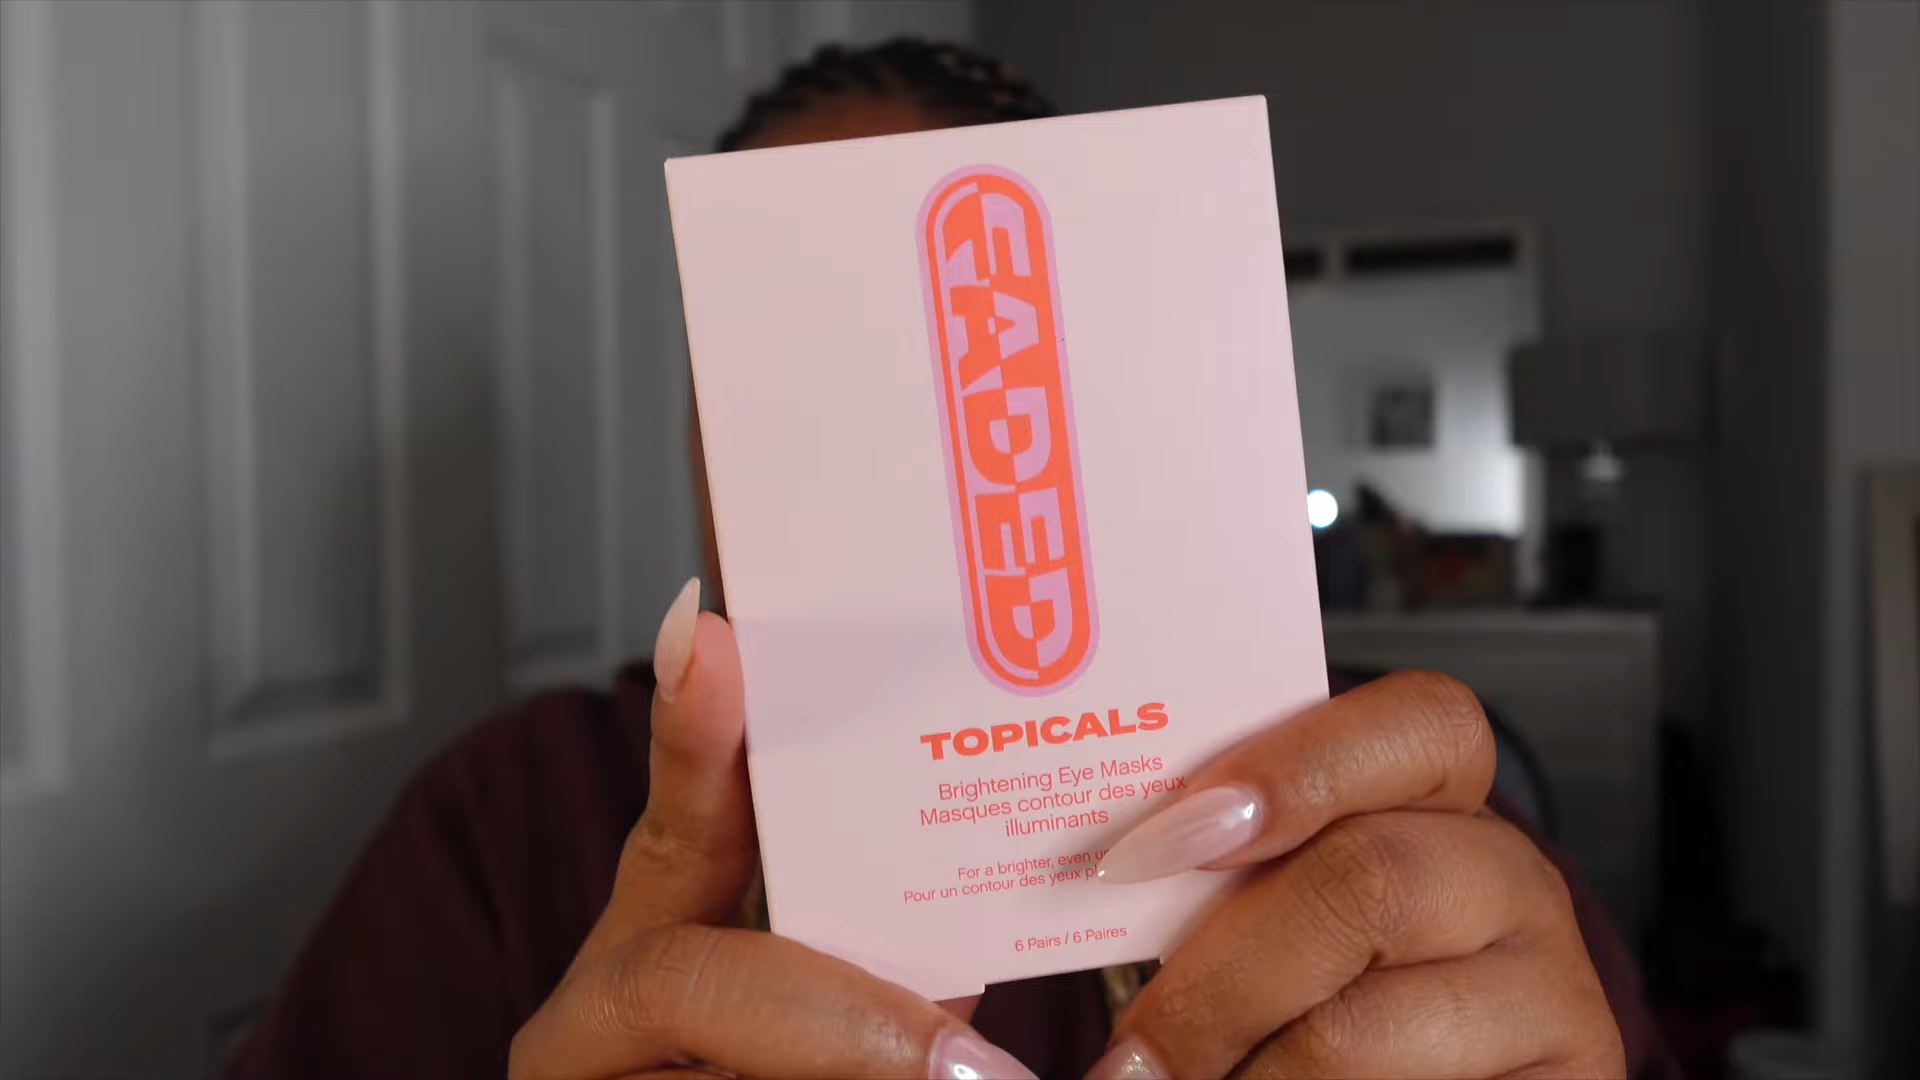 FADED
TOPICALS
Brightening Eye Masks
Masques contour des yeux
illuminants
For a brighter, even
Pour un contour des yeux
6 Pairs / 6 Paires